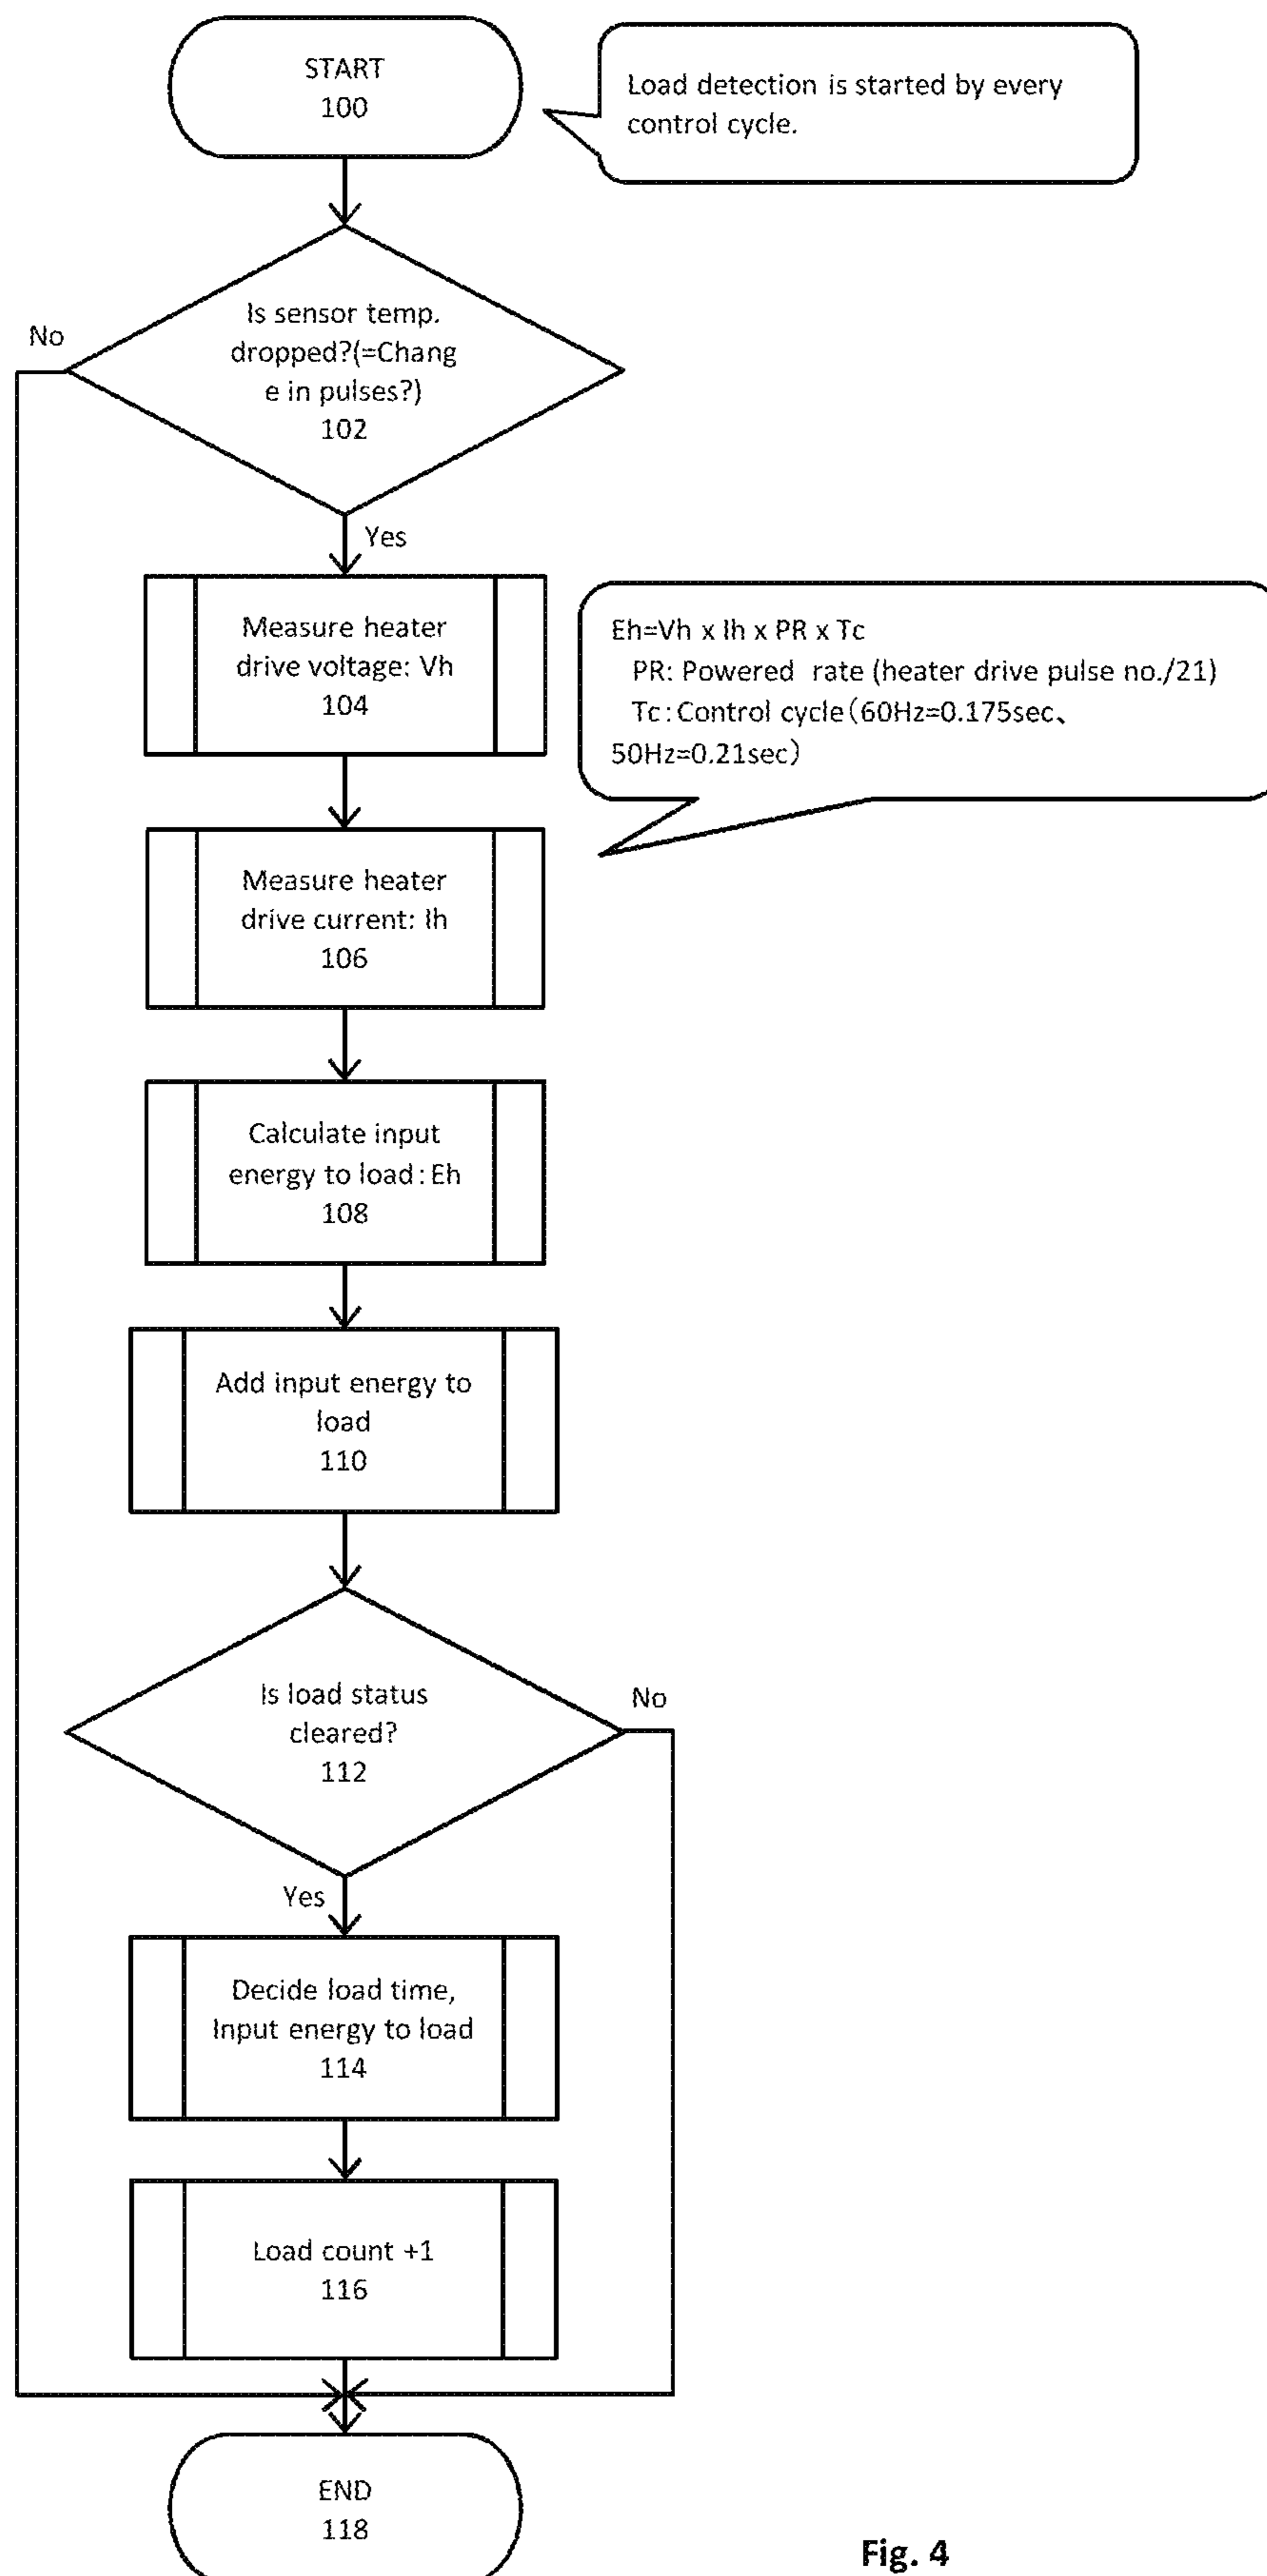 START
100
Load detection is started by every
control cycle.
Is sensor temp.
dropped?(=Chang
e in pulses?)
102
No
Yes
Measure heater
drive voltage: Vh
104
Eh=Vh x Ih x PR x Tc
PR: Powered rate (heater drive pulse no./21)
Tc:Control cycle(60Hz=0.175sec、
50Hz=0.21sec)
Measure heater
drive current: Ih
106
Calculate input
energy to load:Eh
108
Add input energy to
load
110
Is load status
cleared?
112
No
Yes
Decide load time,
Input energy to load
114
Load count +1
116
END
118
Fig. 4